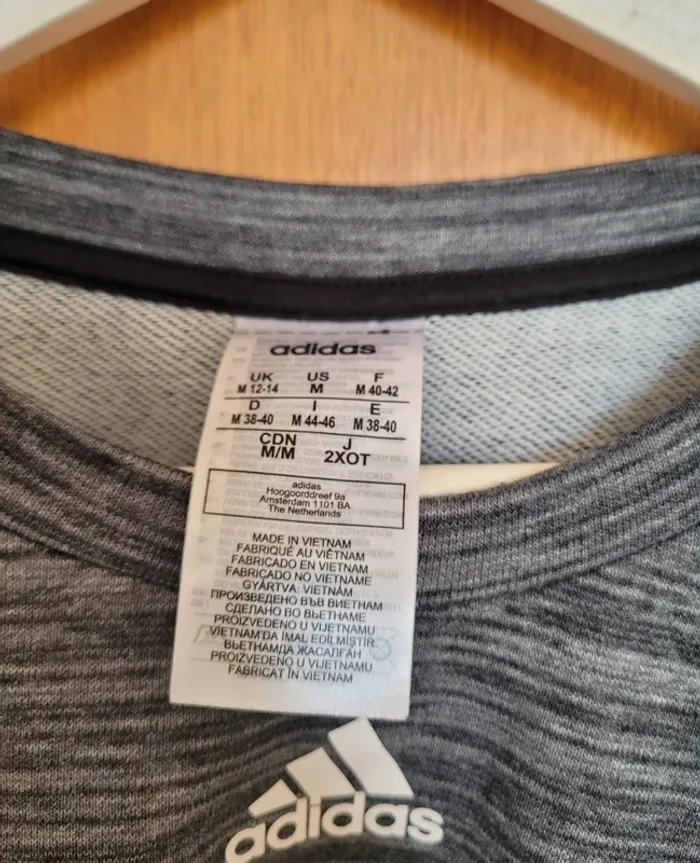 adidas
UK US F
M 12-14 M M 40-42
D I E
M 38-40 M 44-46 M 38-40
CDN J
M/M 2XOT
adidas
Hoogoorddreef 9a
Amsterdam 1101 BA
The Netherlands
MADE IN VIETNAM
FABRIQUÉ AU VIÊTNAM
FABRICADO EN VIETNAM
FABRICADO NO VIETNAME
GYÁRTVA: VIETNÁM
ПРОИЗВЕДЕНО ВЪВ ВИЕТНАМ
СДЕЛАНО ВО ВЬЕТНАМЕ
PROIZVEDENO U VIJETNAMU
VIETNAM'DA İMAL EDİLMİŞTİR.
ВЬЕТНАМДА ЖАСАЛҒАН
PROIZVEDENO U VIJETNAMU
FABRICAT ÎN VIETNAM
adidas